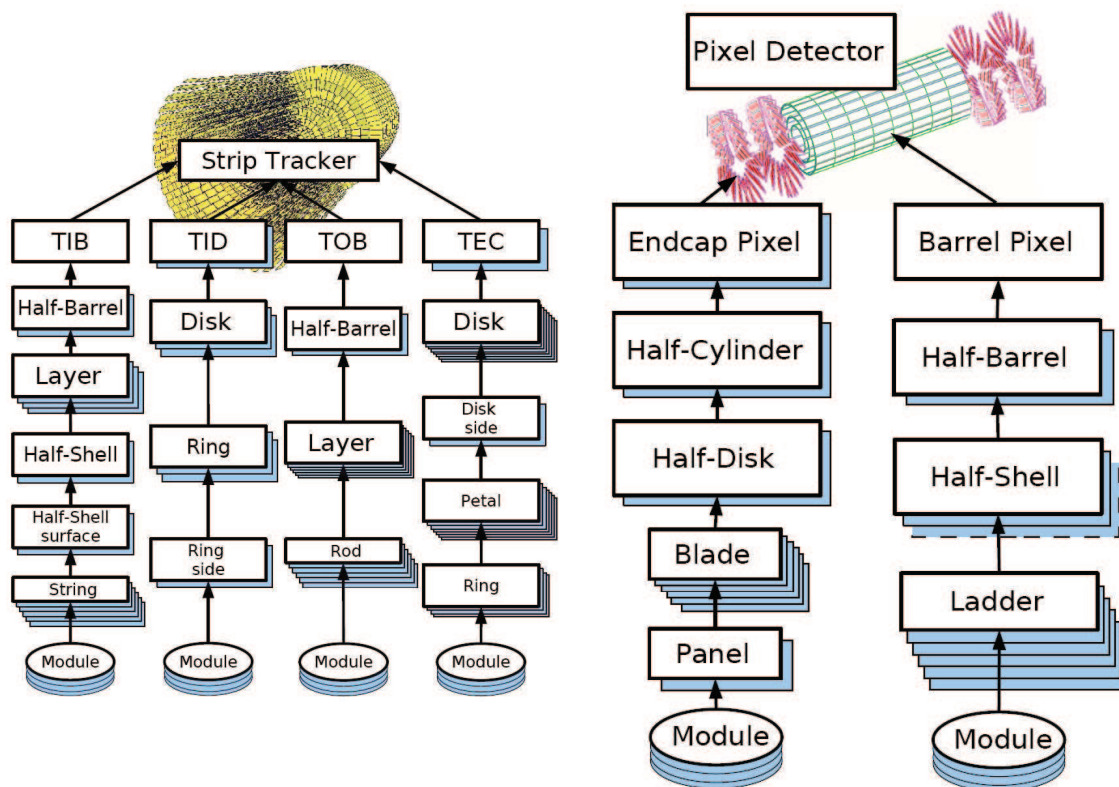 Pixel Detector
Strip Tracker
TIB
TID
TOB
TEC
Half-Barrel
Disk
Half-Barrel
Disk
Layer
Disk
side
Half-Shell
Ring
Layer
Petal
Half-Shell
surface
Ring
side
Rod
Ring
String
Module
Module
Module
Module
Endcap Pixel
Barrel Pixel
Half-Cylinder
Half-Barrel
Half-Disk
Half-Shell
Blade
Ladder
Panel
Module
Module